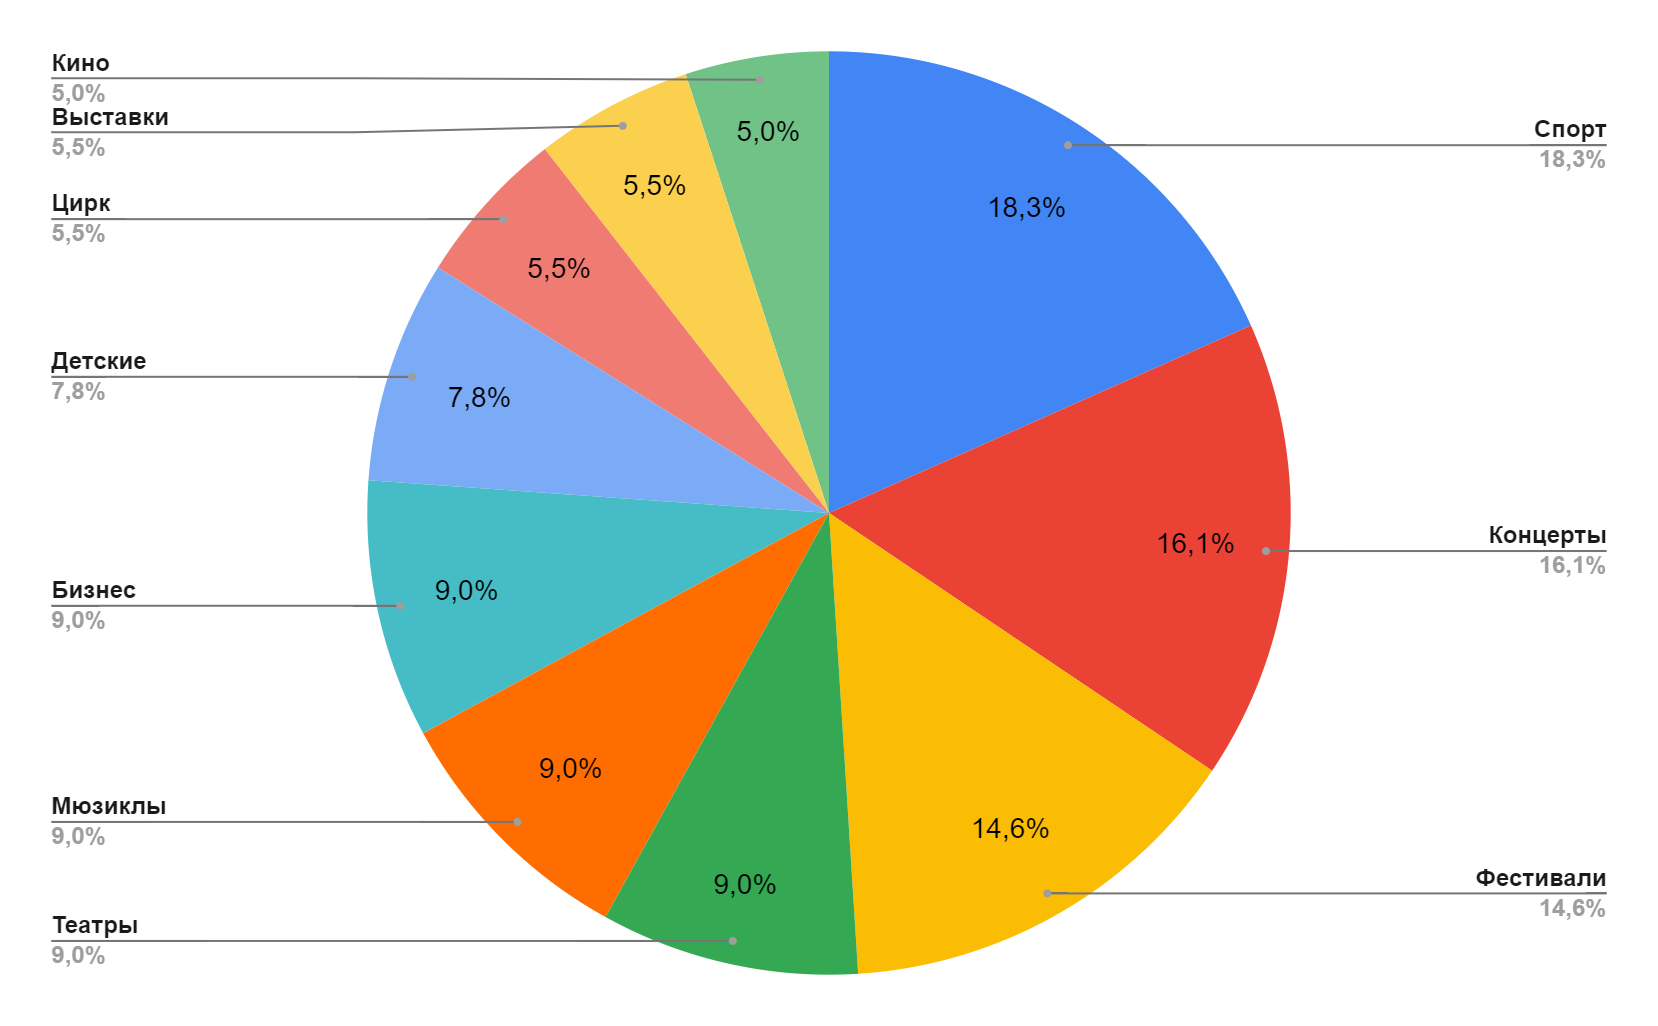 Кино
5,0%
Выставки
5,5%
Цирк
5,5%
Детские
7,8%
Бизнес
9,0%
Мюзиклы
9,0%
Театры
9,0%
5,0%
5,5%
5,5%
7,8%
9,0%
9,0%
9,0%
18,3%
16,1%
14,6%
Спорт
18,3%
Концерты
16,1%
Фестивали
14,6%